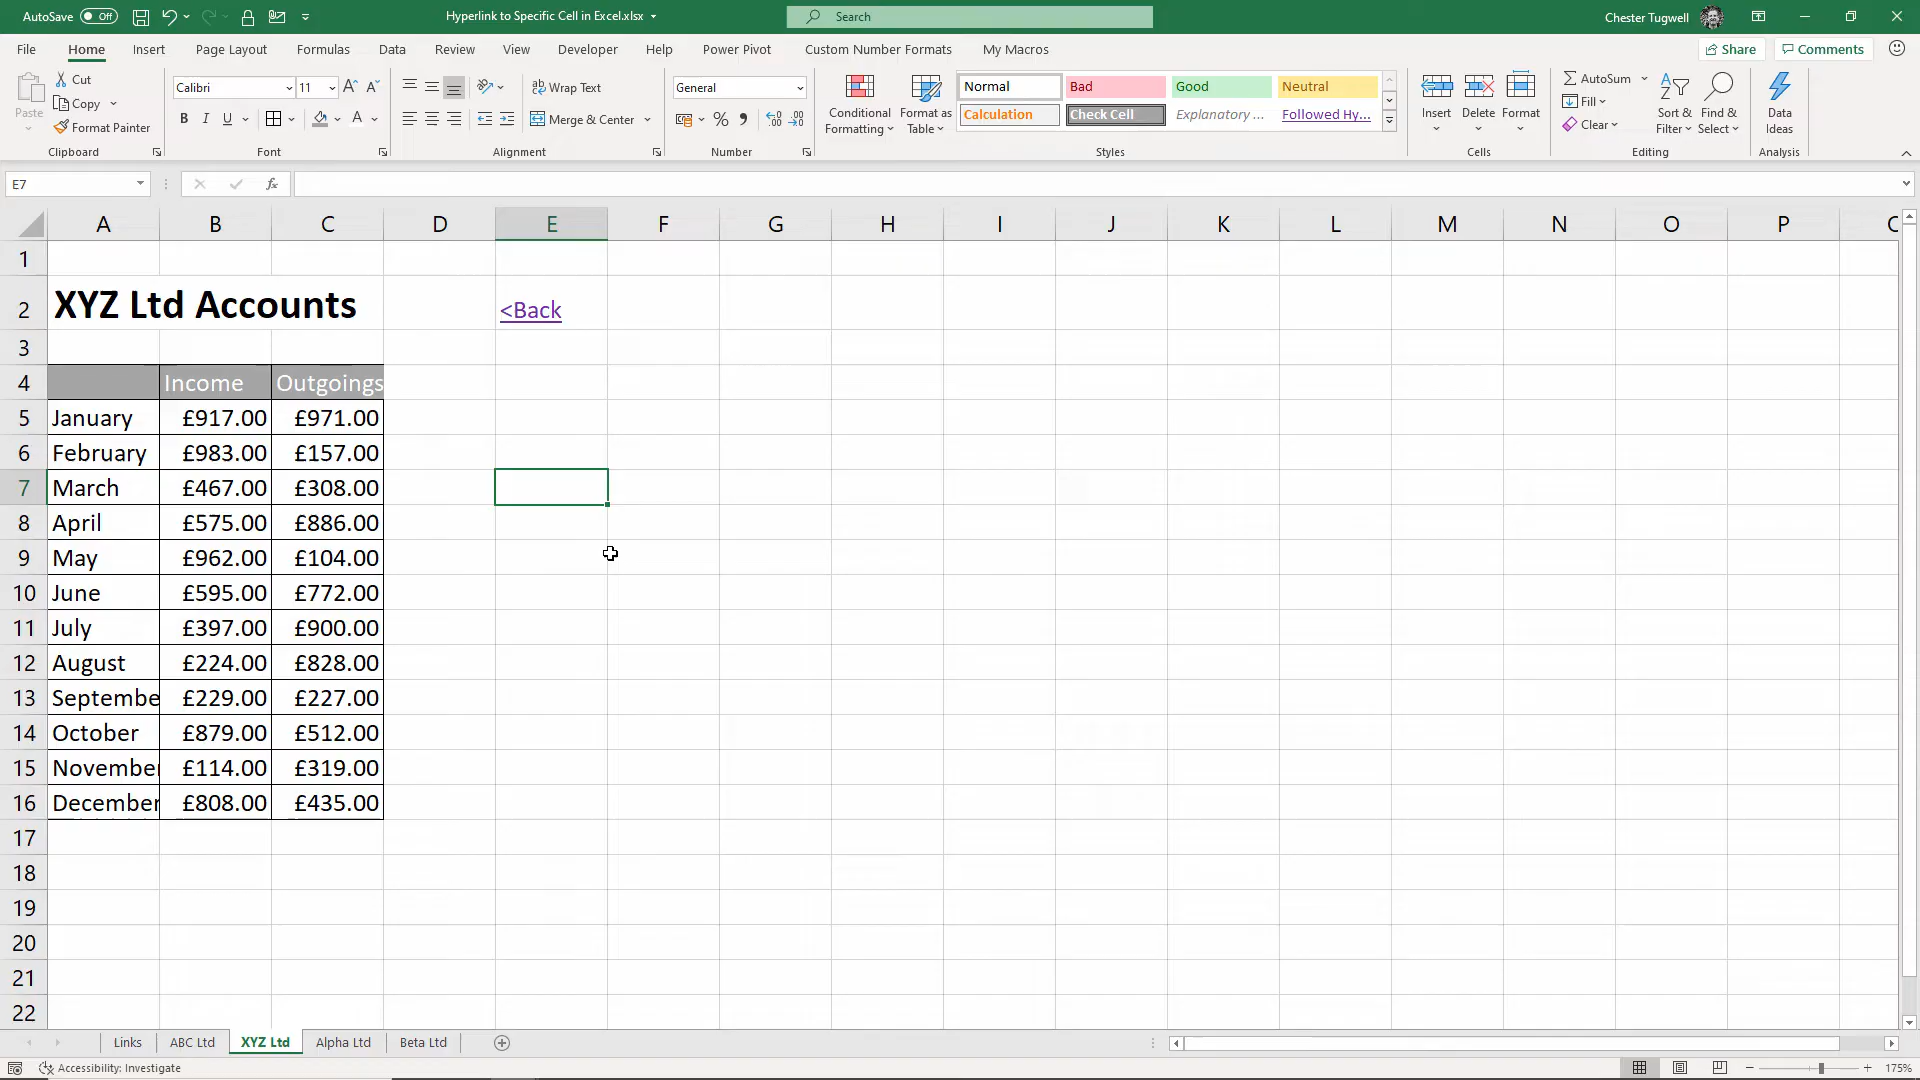 AutoSave Off
Hyperlink to Specific Cell in Excel.xlsx
Search
Chester Tugwell
File Home Insert Draw Page Layout Formulas Data Review View Developer Help Power Pivot Custom Number Formats My Macros
Share Comments
Paste
Cut
Copy
Format Painter
Clipboard
Calibri 11
B I U
Font
Wrap Text
Merge & Center
Alignment
General
Number
Conditional Formatting
Format as Table
Normal Bad Good Neutral
Calculation Check Cell Explanatory ... Followed Hy...
Styles
Insert Delete Format
Cells
AutoSum
Fill
Clear
Sort & Filter
Find & Select
Editing
Data Ideas
Analysis
E7
fx
A B C D E F G H I J K L M N O P
1
2 XYZ Ltd Accounts <Back
3
4 Income Outgoings
5 January £917.00 £971.00
6 February £983.00 £157.00
7 March £467.00 £308.00
8 April £575.00 £886.00
9 May £962.00 £104.00
10 June £595.00 £772.00
11 July £397.00 £900.00
12 August £224.00 £828.00
13 Septembe £229.00 £227.00
14 October £879.00 £512.00
15 November £114.00 £319.00
16 December £808.00 £435.00
17
18
19
20
21
22
Links ABC Ltd XYZ Ltd Alpha Ltd Beta Ltd
Accessibility: Investigate
175%